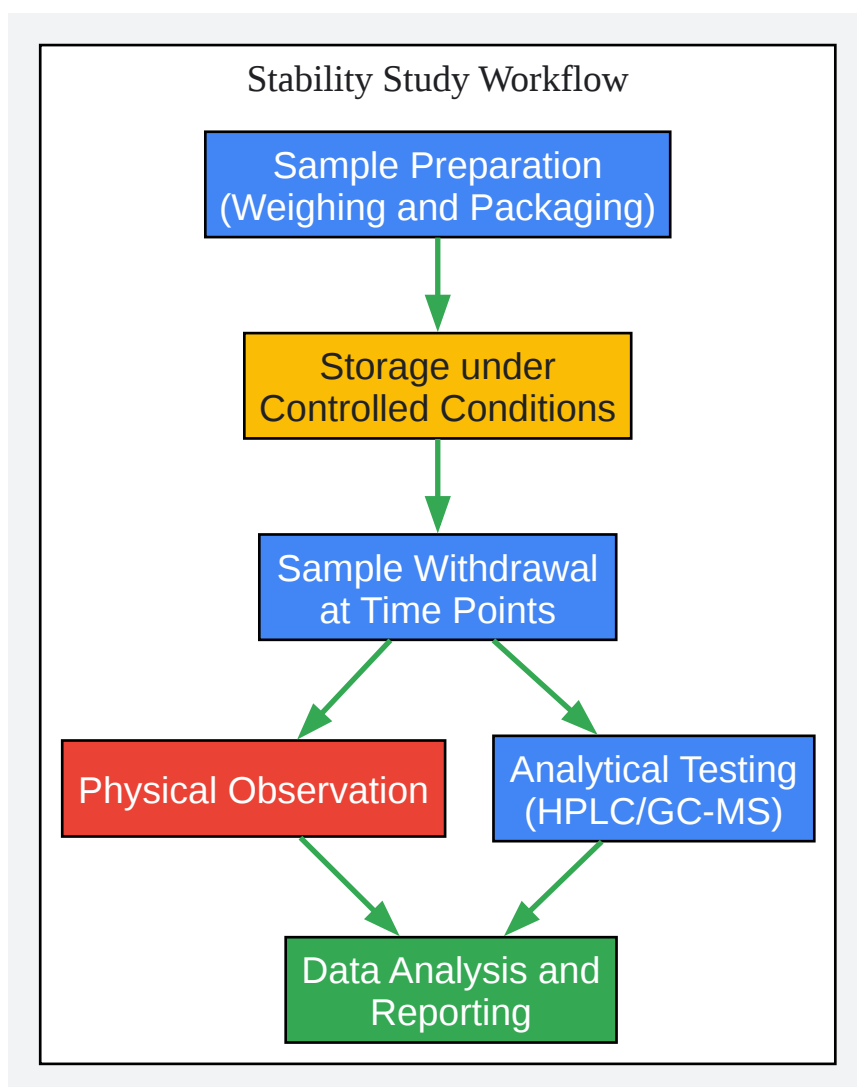 Stability Study Workflow
Sample Preparation
(Weighing and Packaging)
Storage under
Controlled Conditions
Sample Withdrawal
at Time Points
Physical Observation
Analytical Testing
(HPLC/GC-MS)
Data Analysis and
Reporting